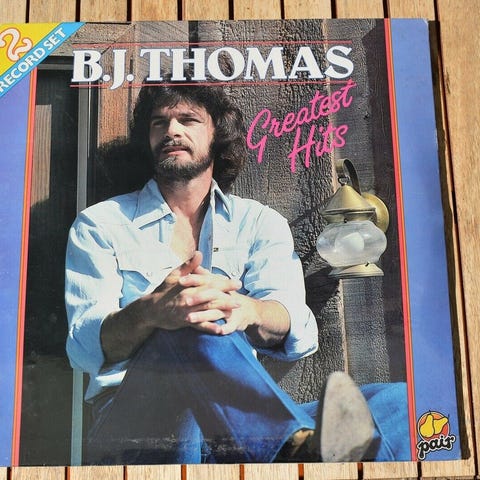 2
RECORD SET
B.J. THOMAS
Greatest
Hits
pair